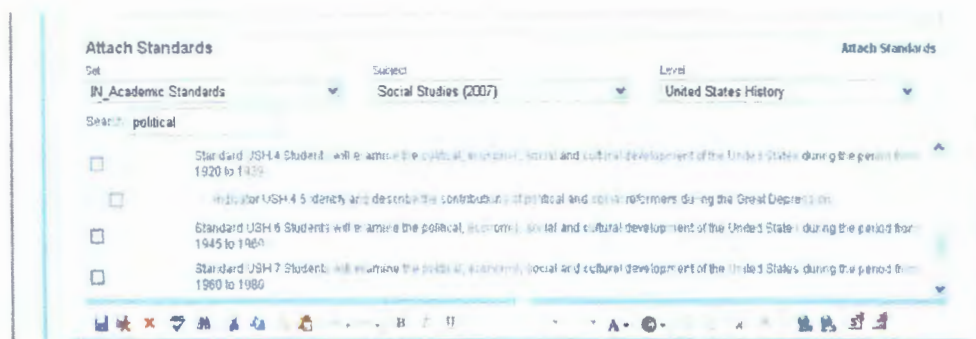 Attach Standards Attach Standards
Set Subject Level
IN_Academic Standards Social Studies (2007) United States History
Search: political
Standard USH.4 Students will examine the political, economic, social and cultural development of the United States during the period from
1920 to 1939
Indicator USH.4.5 Identify and describe the contributions of political and social reformers during the Great Depression.
Standard USH.6 Students will examine the political, economic, social and cultural development of the United States during the period from
1945 to 1960
Standard USH.7 Students will examine the political, economic, social and cultural development of the United States during the period from
1960 to 1980
B I U A